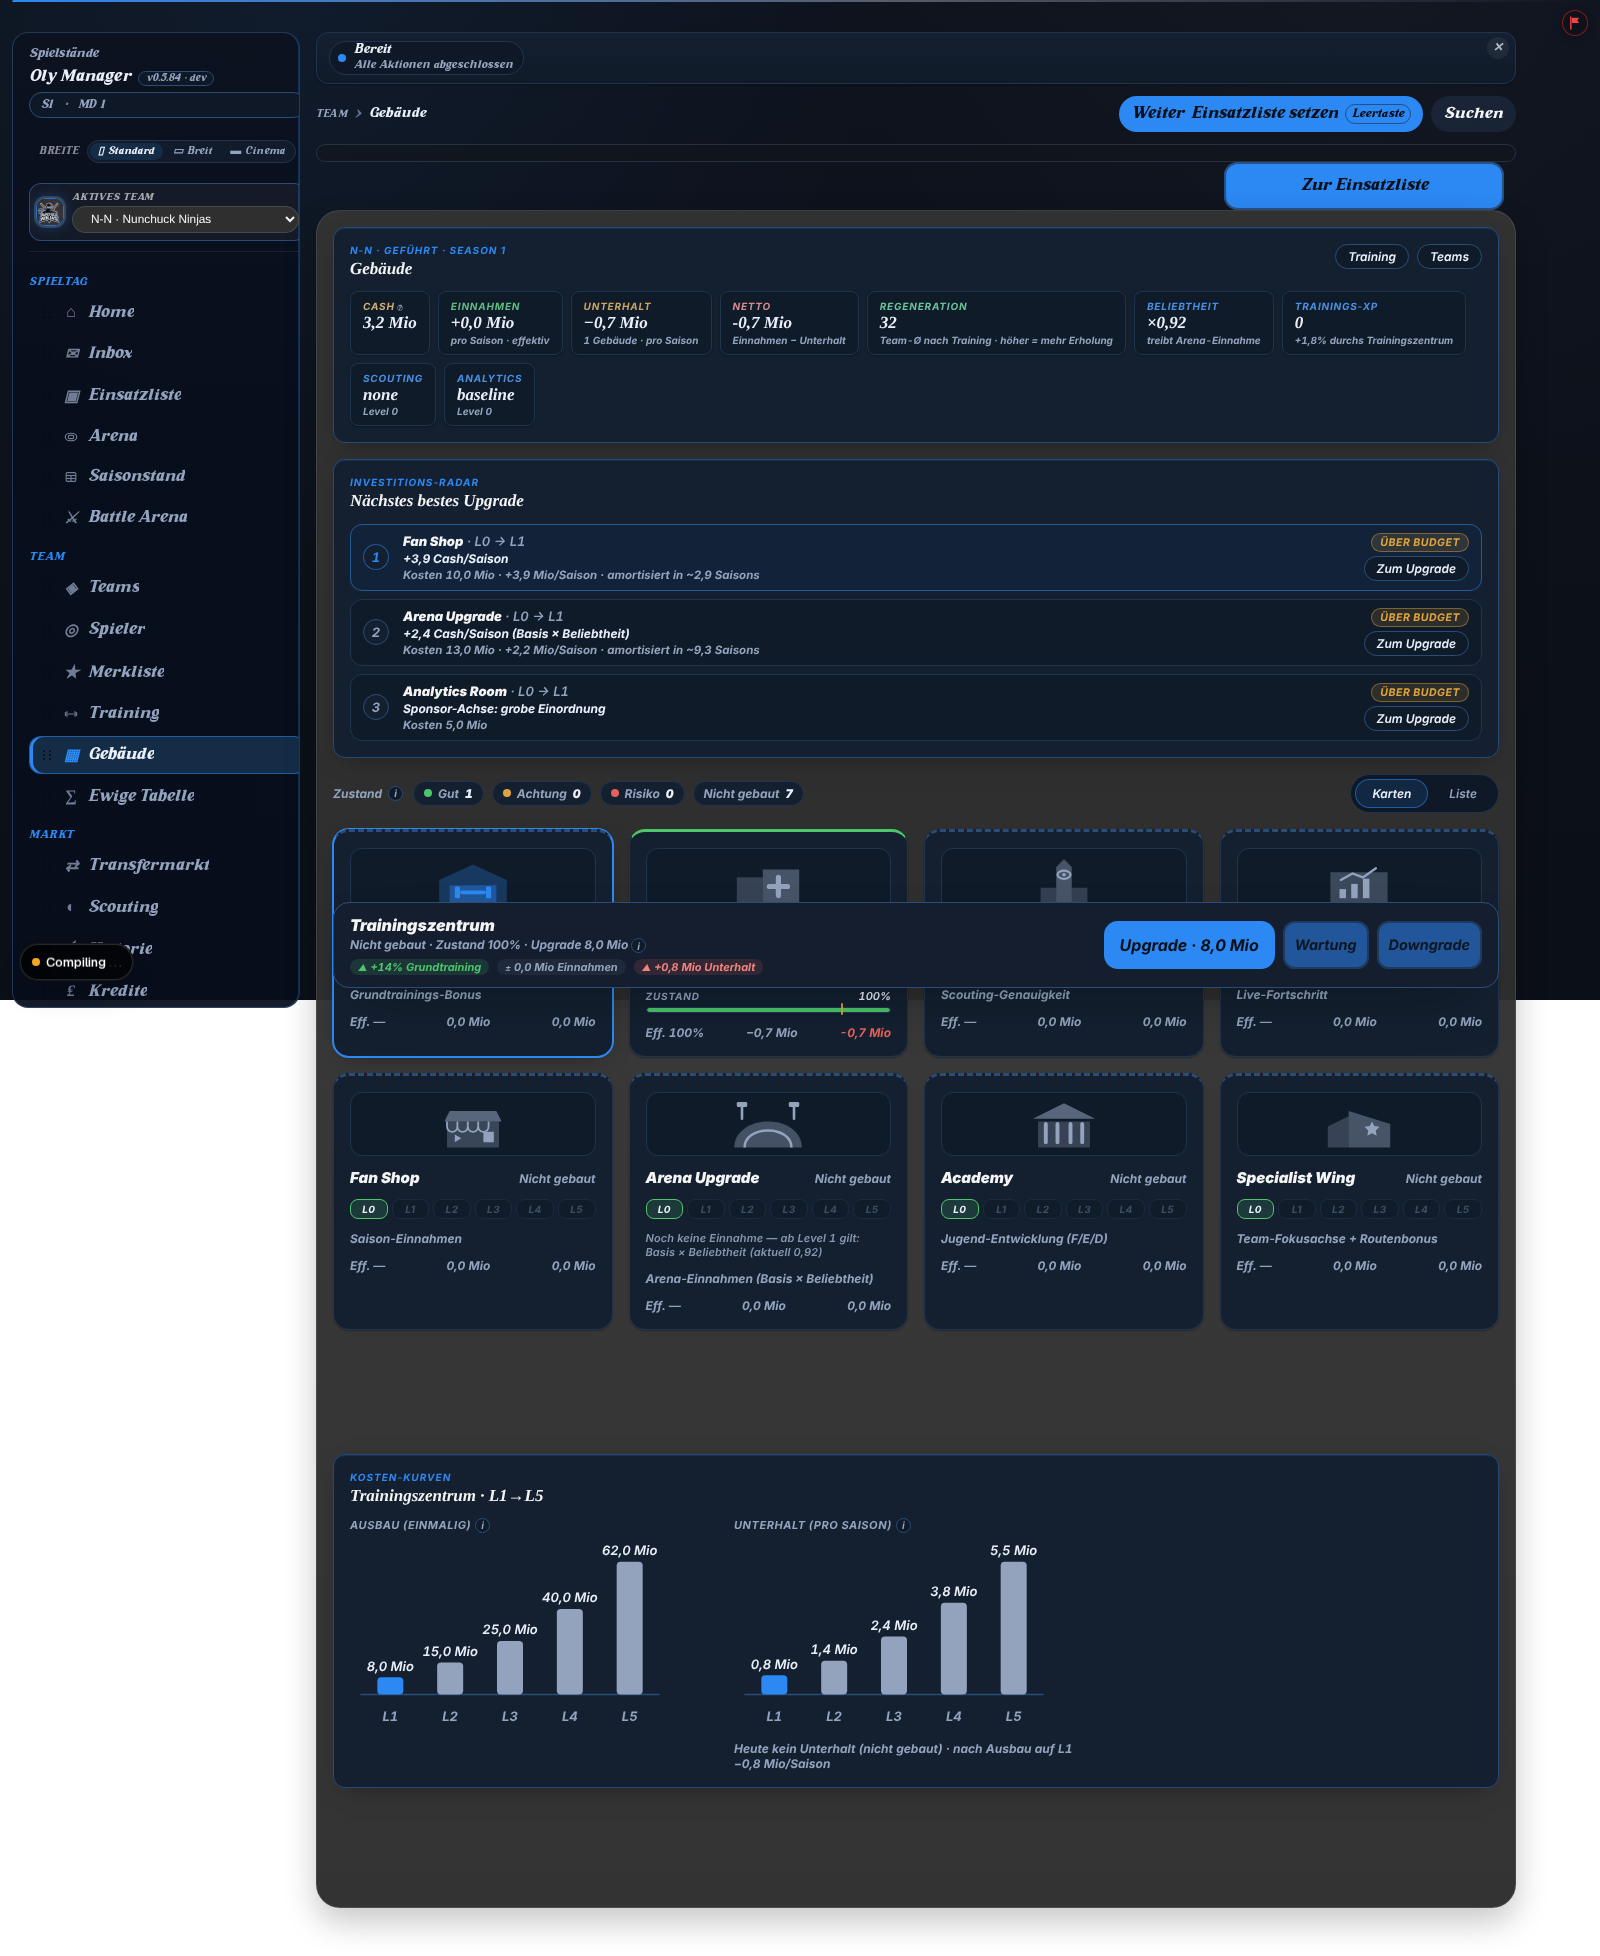 Spielstände
Oly Manager v0.5.84 · dev
S1 · MD 1
BREITE Standard Breit Cinema
AKTIVES TEAM
N-N · Nunchuck Ninjas
SPIELTAG
Home
Inbox
Einsatzliste
Arena
Saisonstand
Battle Arena
TEAM
Teams
Spieler
Merkliste
Training
Gebäude
Ewige Tabelle
MARKT
Transfermarkt
Scouting
Compiling ...
Kredite
Bereit
Alle Aktionen abgeschlossen
TEAM > Gebäude
Weiter Einsatzliste setzen Leertaste
Suchen
Zur Einsatzliste
N-N · GEFÜHRT · SEASON 1
Gebäude
Training Teams
CASH
3,2 Mio
EINNAHMEN
+0,0 Mio
pro Saison · effektiv
UNTERHALT
−0,7 Mio
1 Gebäude · pro Saison
NETTO
-0,7 Mio
Einnahmen − Unterhalt
REGENERATION
32
Team-Ø nach Training · höher = mehr Erholung
BELIEBTHEIT
×0,92
treibt Arena-Einnahme
TRAININGS-XP
0
+1,8% durchs Trainingszentrum
SCOUTING
none
Level 0
ANALYTICS
baseline
Level 0
INVESTITIONS-RADAR
Nächstes bestes Upgrade
1
Fan Shop · L0 → L1
+3,9 Cash/Saison
Kosten 10,0 Mio · +3,9 Mio/Saison · amortisiert in ~2,9 Saisons
ÜBER BUDGET
Zum Upgrade
2
Arena Upgrade · L0 → L1
+2,4 Cash/Saison (Basis × Beliebtheit)
Kosten 13,0 Mio · +2,2 Mio/Saison · amortisiert in ~9,3 Saisons
ÜBER BUDGET
Zum Upgrade
3
Analytics Room · L0 → L1
Sponsor-Achse: grobe Einordnung
Kosten 5,0 Mio
ÜBER BUDGET
Zum Upgrade
Zustand i Gut 1 Achtung 0 Risiko 0 Nicht gebaut 7
Karten Liste
Trainingszentrum
Nicht gebaut · Zustand 100% · Upgrade 8,0 Mio i
▲ +14% Grundtraining ± 0,0 Mio Einnahmen ▲ +0,8 Mio Unterhalt
Upgrade · 8,0 Mio Wartung Downgrade
Grundtrainings-Bonus
Eff. — 0,0 Mio 0,0 Mio
ZUSTAND 100%
Eff. 100% −0,7 Mio -0,7 Mio
Scouting-Genauigkeit
Eff. — 0,0 Mio 0,0 Mio
Live-Fortschritt
Eff. — 0,0 Mio 0,0 Mio
Fan Shop Nicht gebaut
L0 L1 L2 L3 L4 L5
Saison-Einnahmen
Eff. — 0,0 Mio 0,0 Mio
Arena Upgrade Nicht gebaut
L0 L1 L2 L3 L4 L5
Noch keine Einnahme — ab Level 1 gilt:
Basis × Beliebtheit (aktuell 0,92)
Arena-Einnahmen (Basis × Beliebtheit)
Eff. — 0,0 Mio 0,0 Mio
Academy Nicht gebaut
L0 L1 L2 L3 L4 L5
Jugend-Entwicklung (F/E/D)
Eff. — 0,0 Mio 0,0 Mio
Specialist Wing Nicht gebaut
L0 L1 L2 L3 L4 L5
Team-Fokusachse + Routenbonus
Eff. — 0,0 Mio 0,0 Mio
KOSTEN-KURVEN
Trainingszentrum · L1→L5
AUSBAU (EINMALIG) i
8,0 Mio 15,0 Mio 25,0 Mio 40,0 Mio 62,0 Mio
L1 L2 L3 L4 L5
UNTERHALT (PRO SAISON) i
0,8 Mio 1,4 Mio 2,4 Mio 3,8 Mio 5,5 Mio
L1 L2 L3 L4 L5
Heute kein Unterhalt (nicht gebaut) · nach Ausbau auf L1
−0,8 Mio/Saison